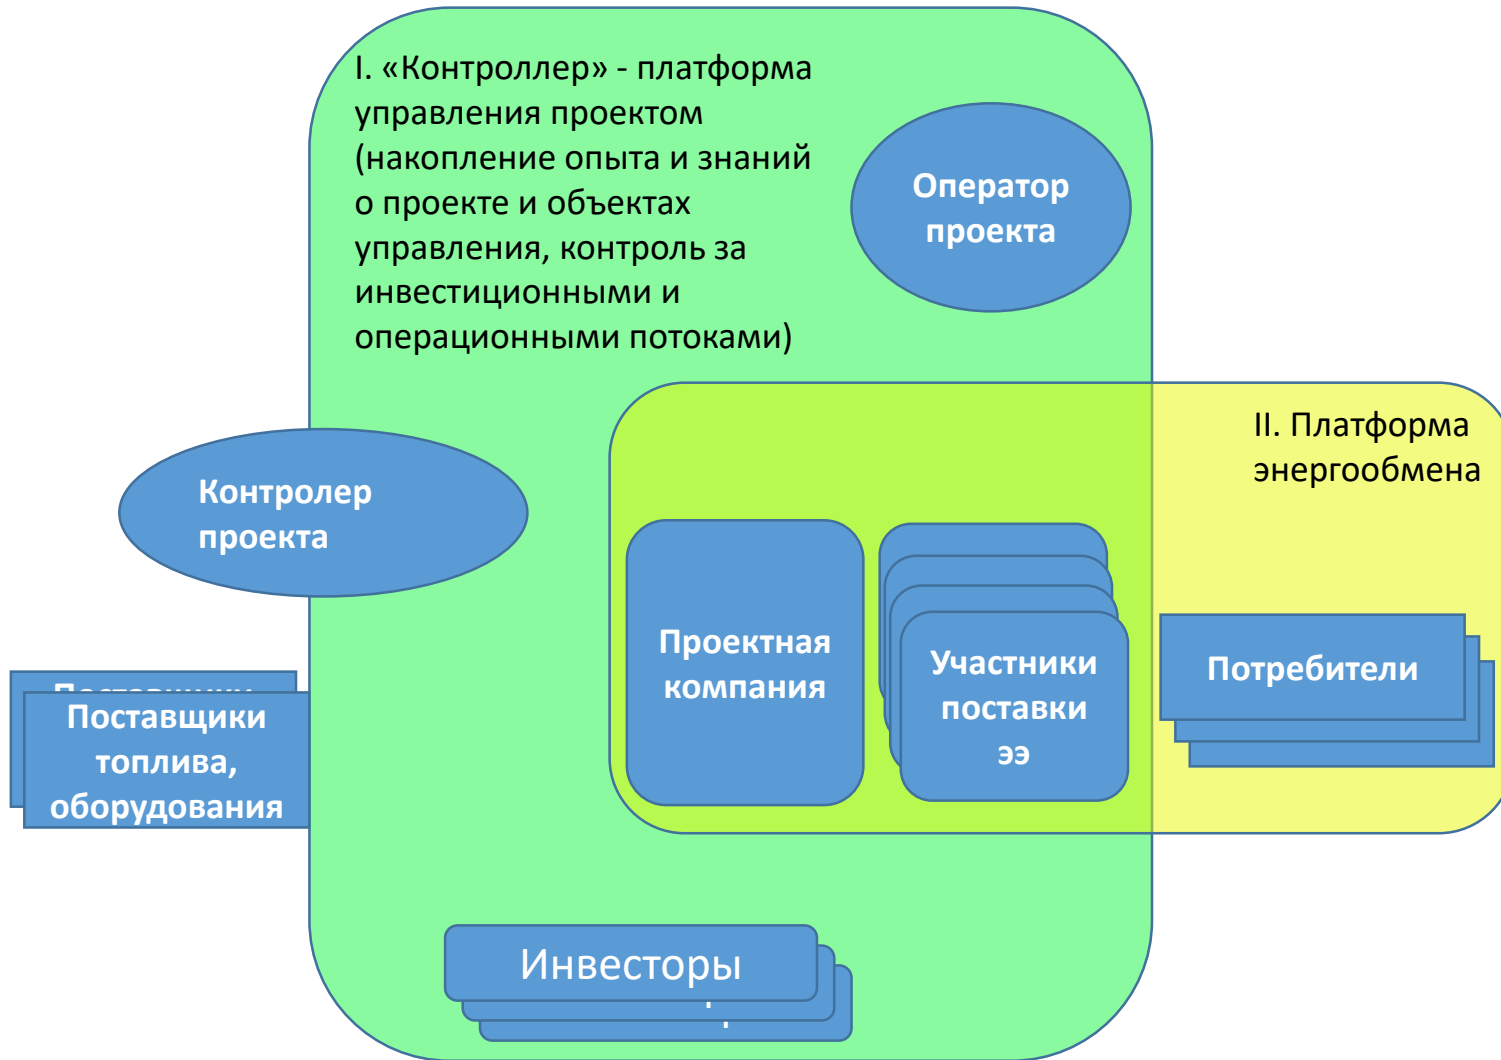 I. «Контроллер» - платформа
управления проектом
(накопление опыта и знаний
о проекте и объектах
управления, контроль за
инвестиционными и
операционными потоками)
Оператор
проекта
II. Платформа
энергообмена
Контролер
проекта
Проектная
компания
Участники
поставки
ээ
Потребители
Поставщики
Поставщики
топлива,
оборудования
Инвесторы